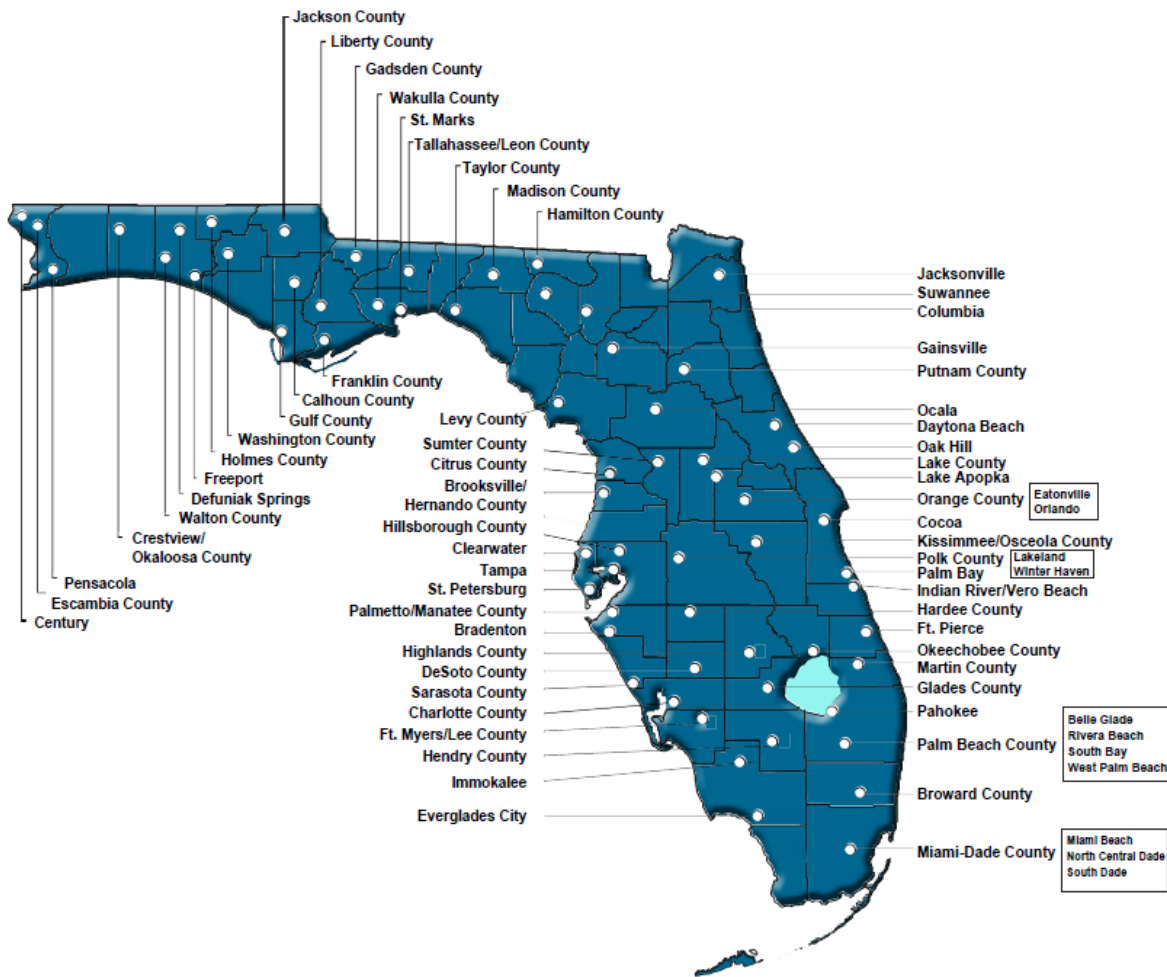 Jackson County
Liberty County
Gadsden County
Wakulla County
St. Marks
Tallahassee/Leon County
Taylor County
Madison County
Hamilton County
Franklin County
Calhoun County
Gulf County
Washington County
Holmes County
Freeport
Defuniak Springs
Walton County
Crestview/
Okaloosa County
Pensacola
Escambia County
Century
Levy County
Sumter County
Citrus County
Brooksville/
Hernando County
Hillsborough County
Clearwater
Tampa
St. Petersburg
Palmetto/Manatee County
Bradenton
Highlands County
DeSoto County
Sarasota County
Charlotte County
Ft. Myers/Lee County
Hendry County
Immokalee
Everglades City
Jacksonville
Suwannee
Columbia
Gainsville
Putnam County
Ocala
Daytona Beach
Oak Hill
Lake County
Lake Apopka
Orange County
Eatonville
Orlando
Cocoa
Kissimmee/Osceola County
Polk County
Lakeland
Winter Haven
Palm Bay
Indian River/Vero Beach
Hardee County
Ft. Pierce
Okeechobee County
Martin County
Glades County
Pahokee
Palm Beach County
Belle Glade
Rivera Beach
South Bay
West Palm Beach
Broward County
Miami-Dade County
Miami Beach
North Central Dade
South Dade